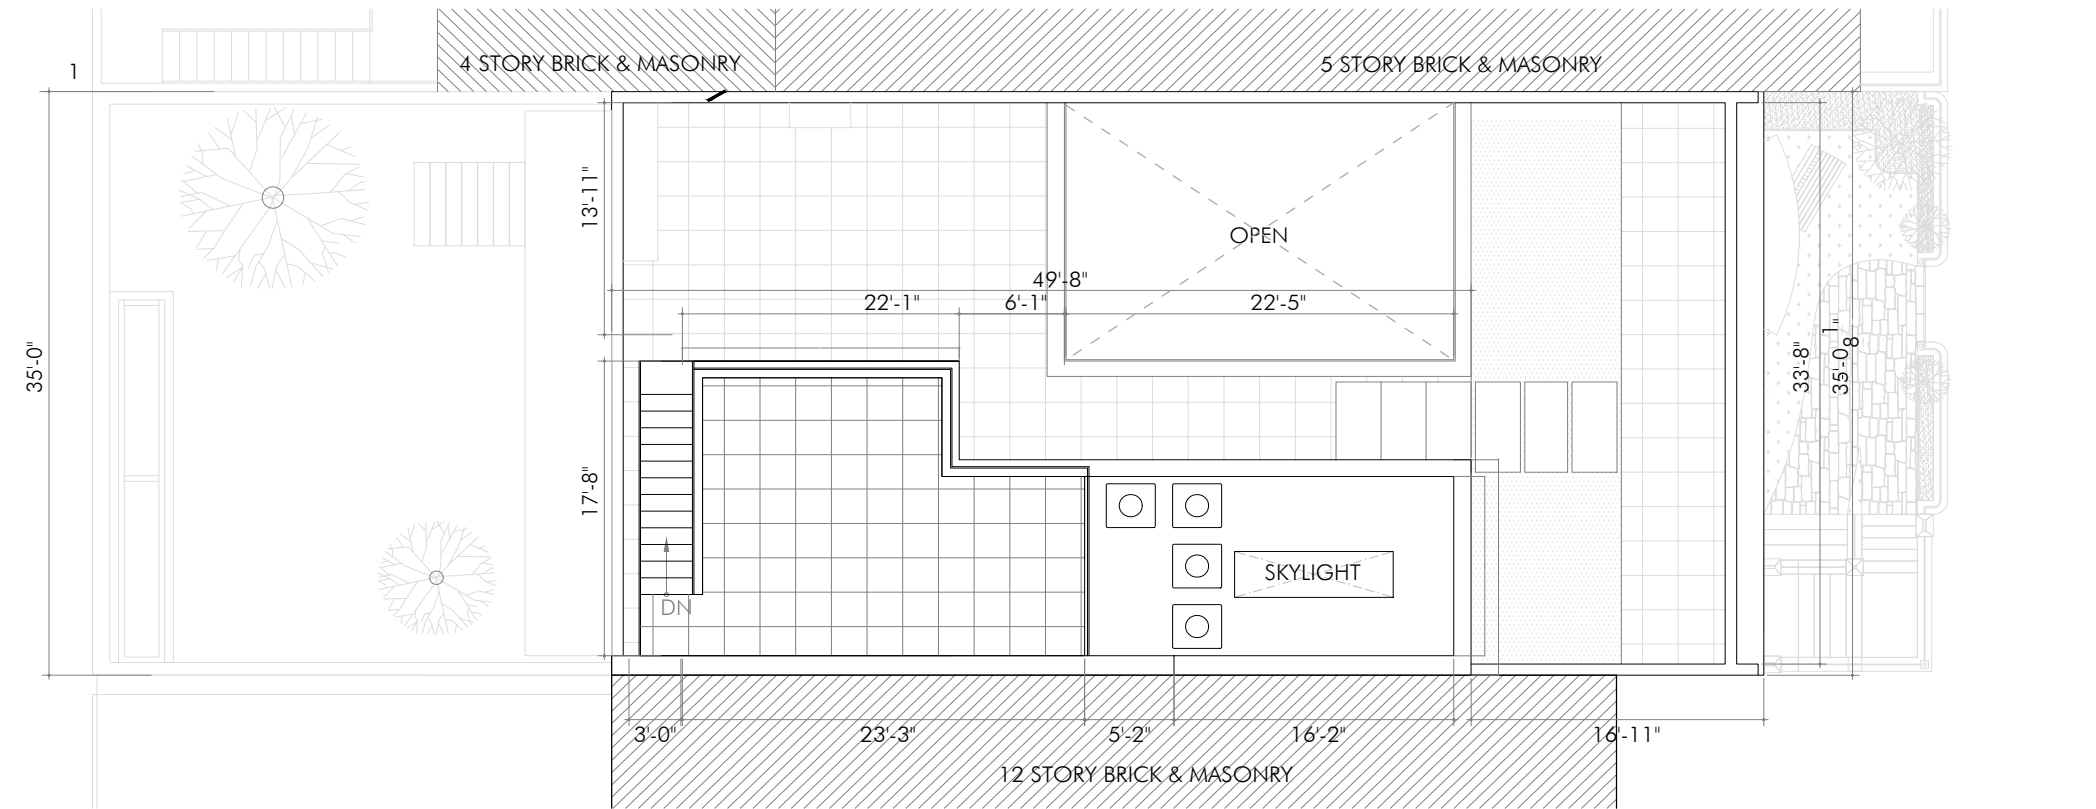 4 STORY BRICK & MASONRY
5 STORY BRICK & MASONRY
1
13'-11"
OPEN
49'-8"
22'-1"
6'-1"
22'-5"
35'-0"
33'-8"
35'-0 1"
8
17'-8"
SKYLIGHT
DN
3'-0"
23'-3"
5'-2"
16'-2"
16'-11"
12 STORY BRICK & MASONRY